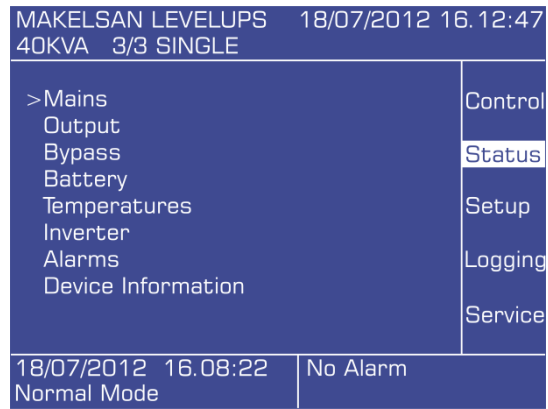 MAKELSAN LEVELUPS 18/07/2012 16.12:47
40KVA 3/3 SINGLE
>Mains
Output
Bypass
Battery
Temperatures
Inverter
Alarms
Device Information
Control
Status
Setup
Logging
Service
18/07/2012 16.08:22
Normal Mode
No Alarm